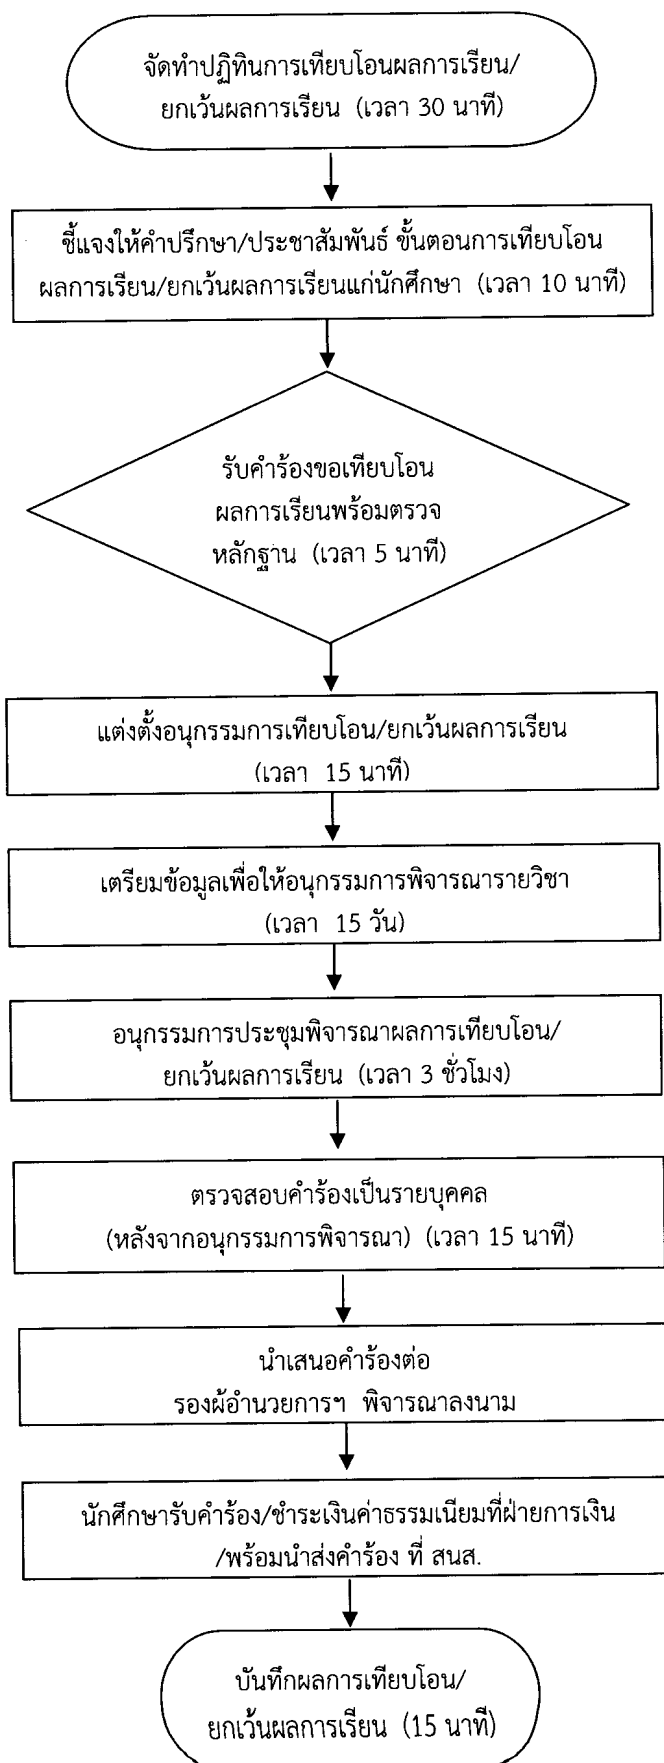 จัดทำปฏิทินการเทียบโอนผลการเรียน/
ยกเว้นผลการเรียน (เวลา 30 นาที)
ชี้แจงให้คำปรึกษา/ประชาสัมพันธ์ ขั้นตอนการเทียบโอน
ผลการเรียน/ยกเว้นผลการเรียนแก่นักศึกษา (เวลา 10 นาที)
รับคำร้องขอเทียบโอน
ผลการเรียนพร้อมตรวจ
หลักฐาน (เวลา 5 นาที)
แต่งตั้งอนุกรรมการเทียบโอน/ยกเว้นผลการเรียน
(เวลา 15 นาที)
เตรียมข้อมูลเพื่อให้อนุกรรมการพิจารณารายวิชา
(เวลา 15 วัน)
อนุกรรมการประชุมพิจารณาผลการเทียบโอน/
ยกเว้นผลการเรียน (เวลา 3 ชั่วโมง)
ตรวจสอบคำร้องเป็นรายบุคคล
(หลังจากอนุกรรมการพิจารณา) (เวลา 15 นาที)
นำเสนอคำร้องต่อ
รองผู้อำนวยการฯ พิจารณาลงนาม
นักศึกษารับคำร้อง/ชำระเงินค่าธรรมเนียมที่ฝ่ายการเงิน
/พร้อมนำส่งคำร้อง ที่ สนส.
บันทึกผลการเทียบโอน/
ยกเว้นผลการเรียน (15 นาที)